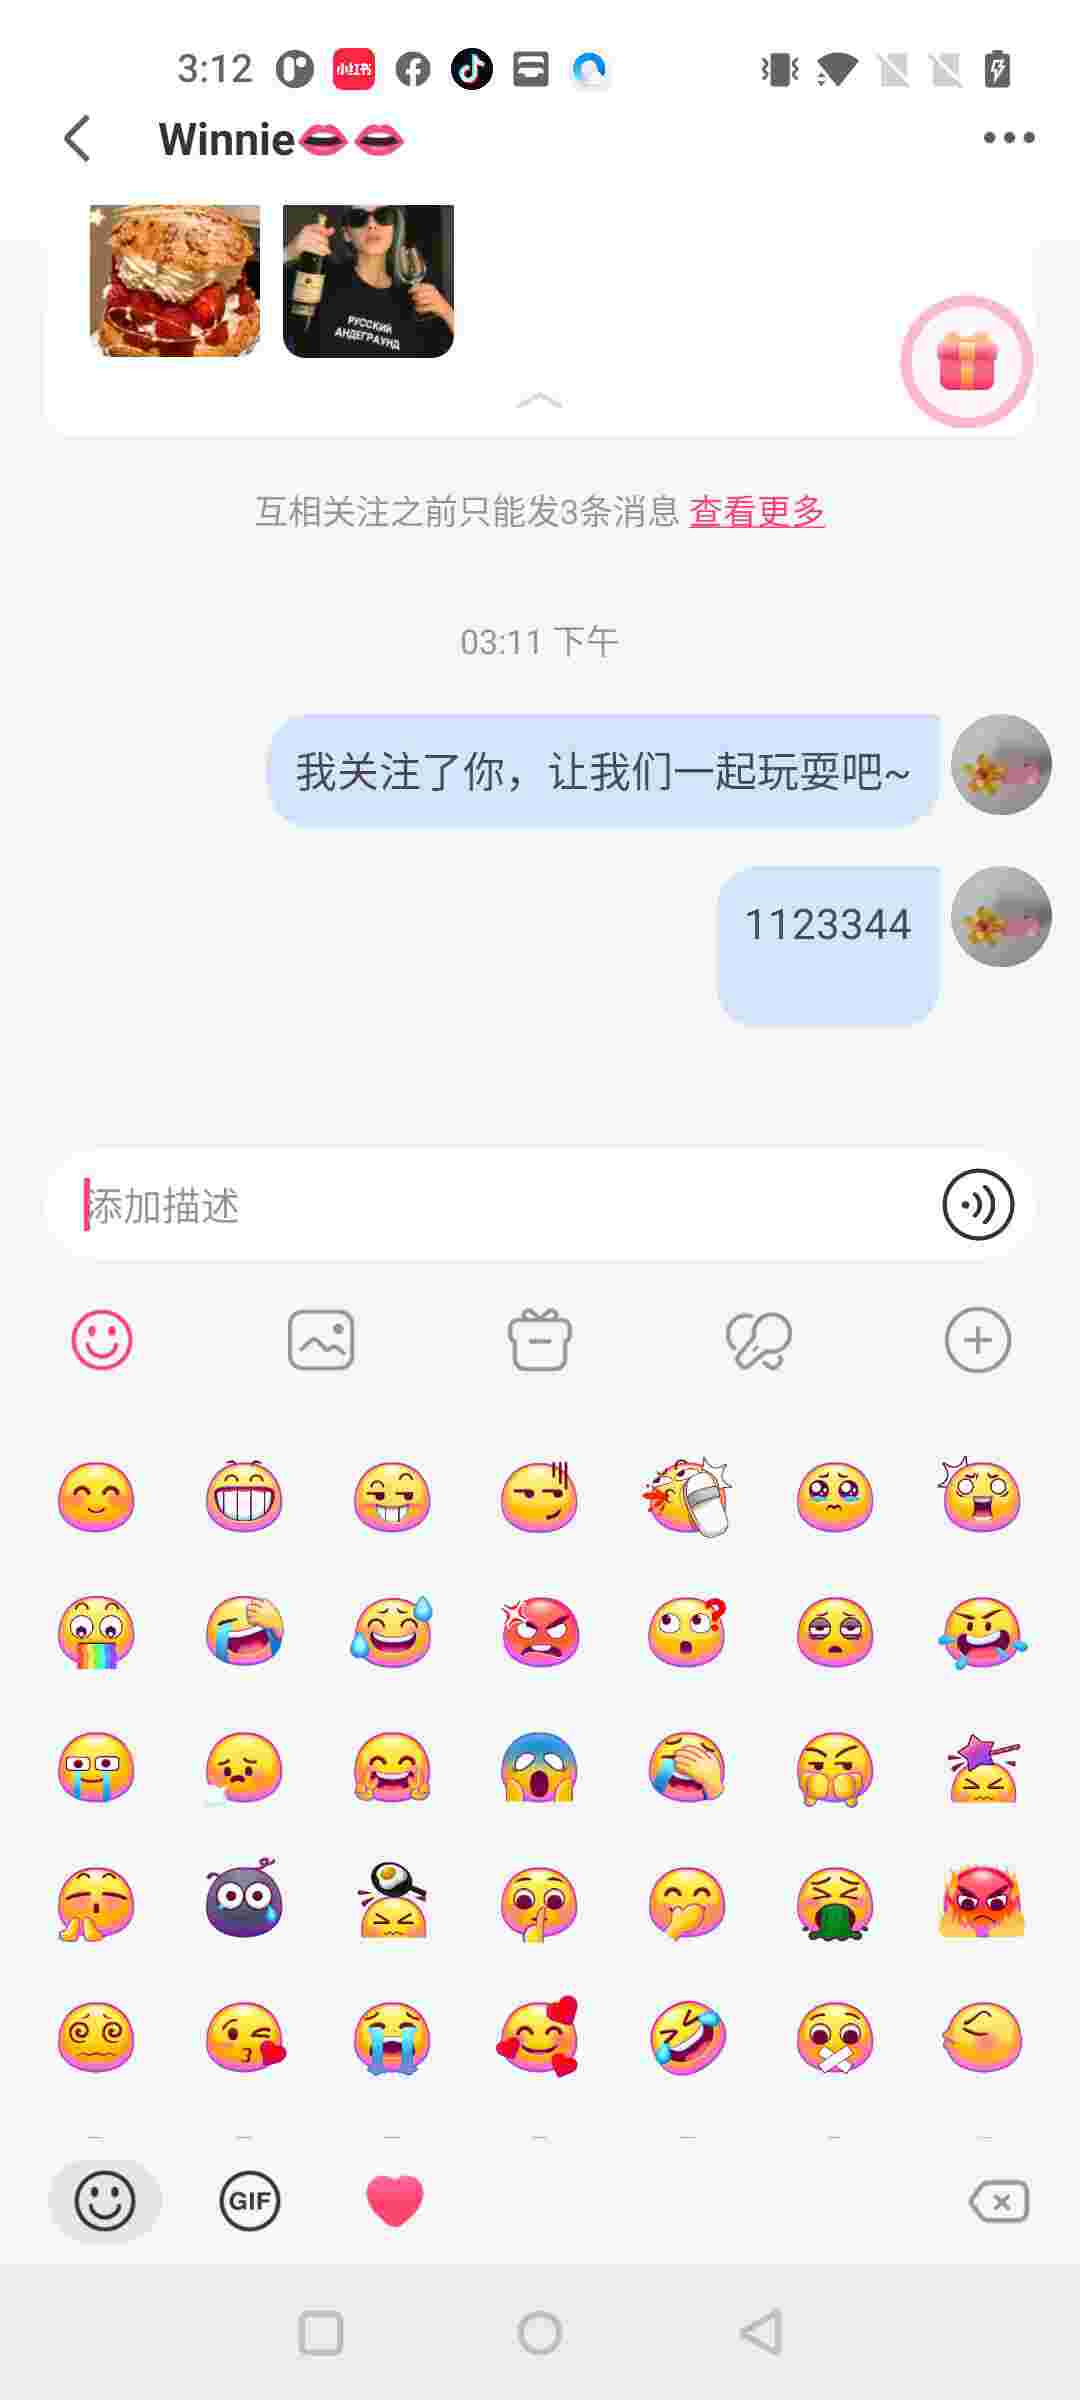 3:12
小红书
Winnie
РУССКИЙ
АНДЕГРАУНД
互相关注之前只能发3条消息 查看更多
03:11 下午
我关注了你，让我们一起玩耍吧~
1123344
添加描述
GIF